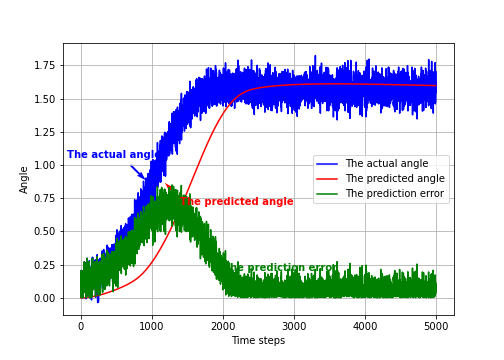 1.75
1.50
1.25
1.00
0.75
0.50
0.25
0.00
Angle
The actual angle
The predicted angle
The prediction error
The actual angle
The predicted angle
The prediction error
0
1000
2000
3000
4000
5000
Time steps